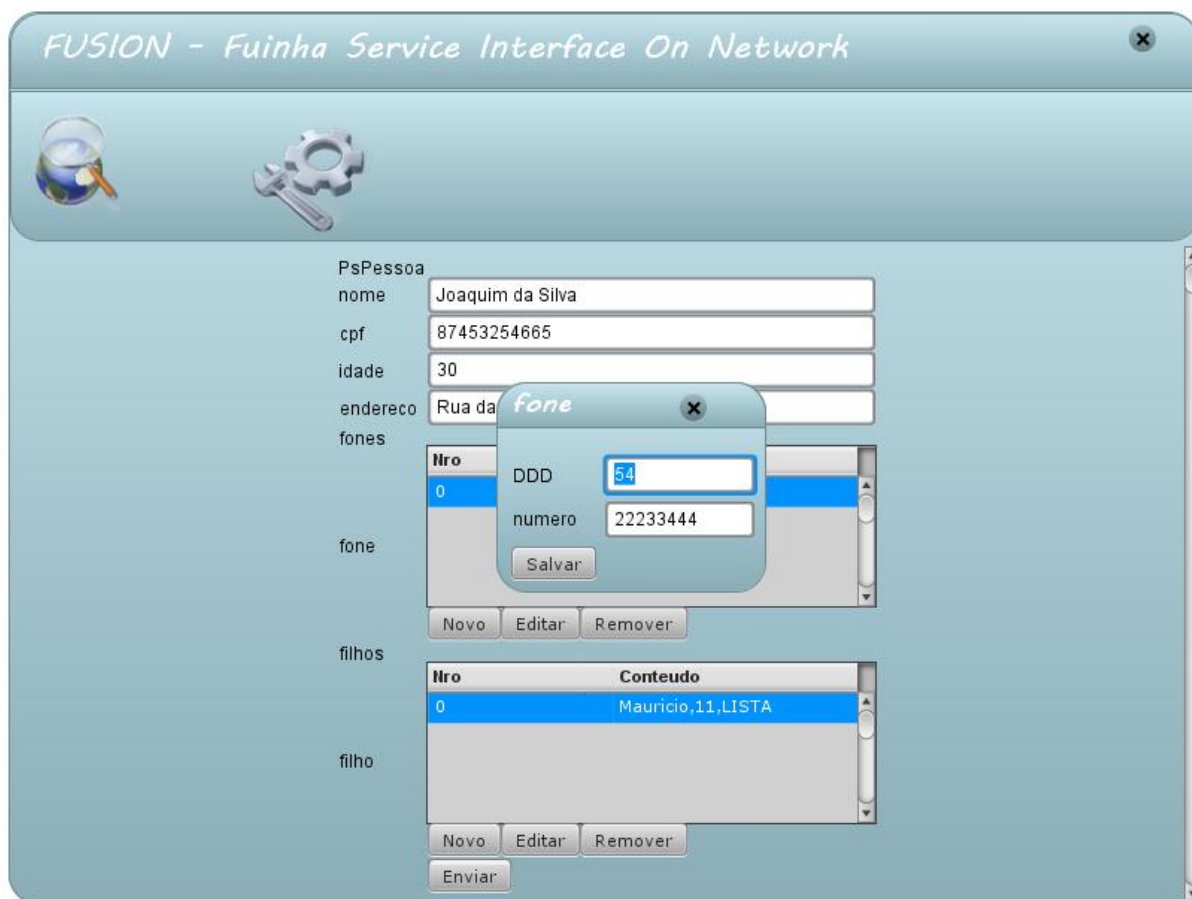 FUSION - Fuinha Service Interface On Network
PsPessoa
nome Joaquim da Silva
cpf 87453254665
idade 30
endereco Rua da
fones
Nro
0
fone
fone
DDD 54
numero 22233444
Salvar
Novo Editar Remover
filhos
Nro Conteudo
0 Mauricio,11,LISTA
filho
Novo Editar Remover
Enviar